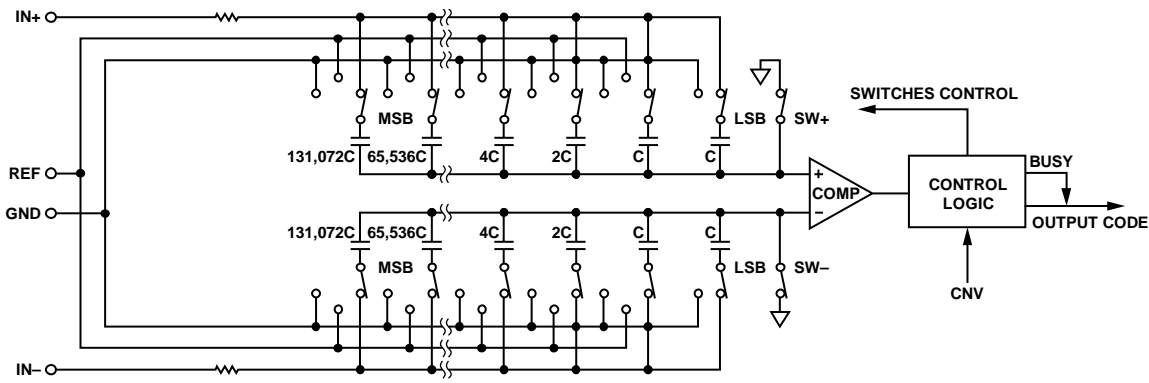 IN+
SWITCHES CONTROL
MSB
LSB
SW+
131,072C 65,536C 4C 2C C C
BUSY
REF
+
COMP
−
CONTROL
LOGIC
GND
OUTPUT CODE
131,072C 65,536C 4C 2C C C
MSB
LSB
SW−
CNV
IN−